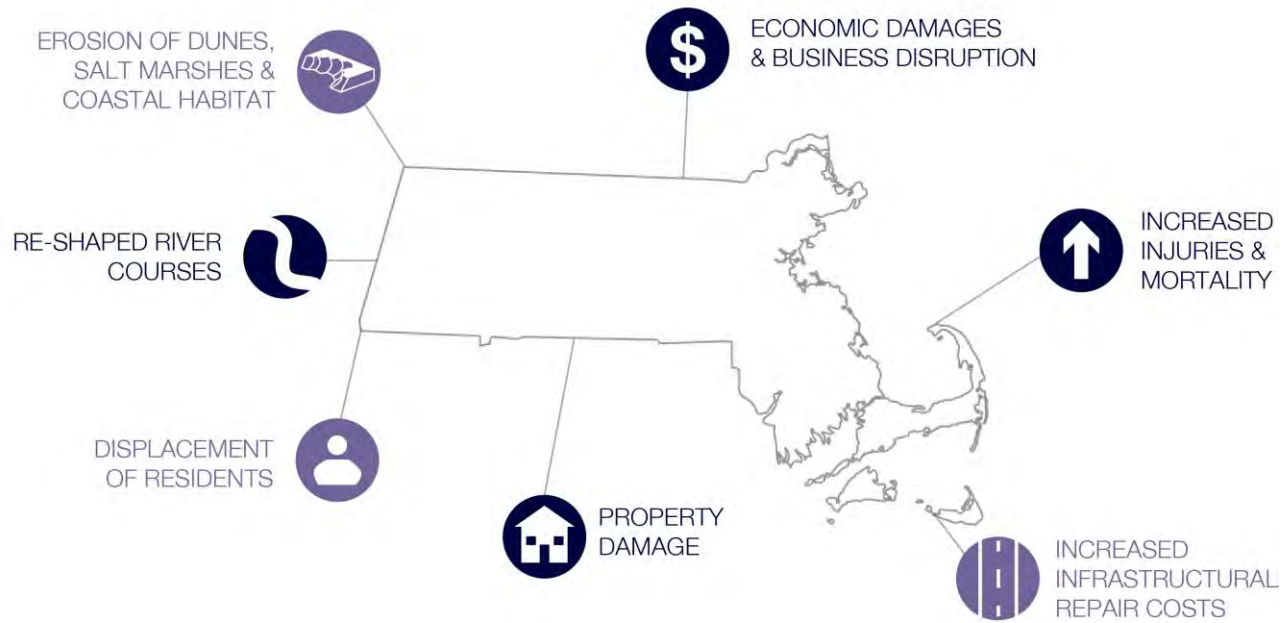 EROSION OF DUNES,
SALT MARSHES &
COASTAL HABITAT
$
ECONOMIC DAMAGES
& BUSINESS DISRUPTION
RE-SHAPED RIVER
COURSES
INCREASED
INJURIES &
MORTALITY
DISPLACEMENT
OF RESIDENTS
PROPERTY
DAMAGE
INCREASED
INFRASTRUCTURAL
REPAIR COSTS